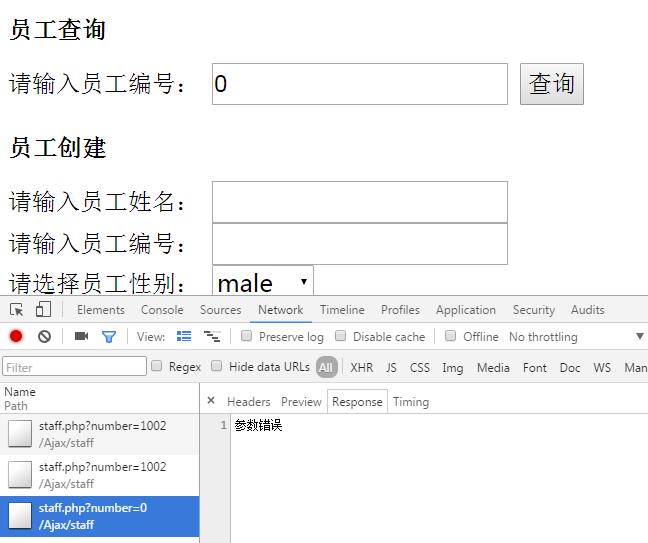 员工查询
请输入员工编号： 0 查询
员工创建
请输入员工姓名：
请输入员工编号：
请选择员工性别： male
Elements Console Sources Network Timeline Profiles Application Security Audits
View: Preserve log Disable cache Offline No throttling
Filter Regex Hide data URLs All XHR JS CSS Img Media Font Doc WS Man
Name
Path
× Headers Preview Response Timing
staff.php?number=1002
/Ajax/staff
staff.php?number=1002
/Ajax/staff
staff.php?number=0
/Ajax/staff
1 参数错误